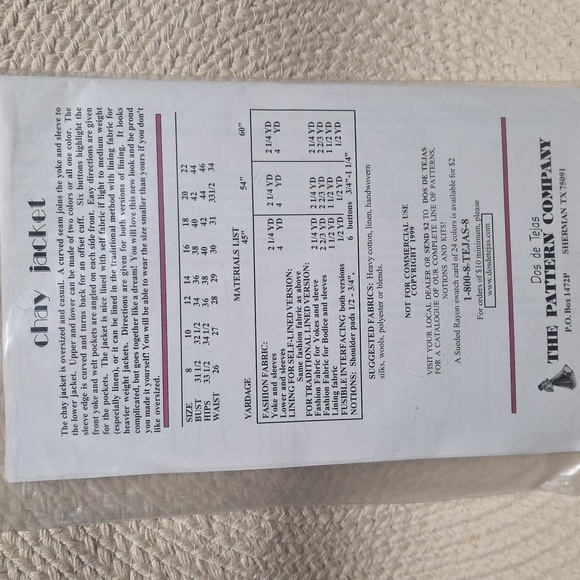 chay jacket
The chay jacket is oversized and casual. A curved seam joins the yoke and sleeve to
the lower jacket. Upper and lower can be made of two colors or all one color. The
sleeve edge is curved and turns back for an offset cuff. Six buttons highlight the
front yoke and welt pockets are angled on each side front. Easy directions are given
for the pockets. The jacket is nice lined with self fabric if light to medium weight
(especially linen), or it can be lined in the Traditional method with lining fabric for
heavier weight jackets. Directions are given for both versions of lining. It looks
complicated, but goes together like a dream! You will love this new look and be proud
you made it yourself! You will be able to wear the size smaller than yours if you don't
like oversized.
SIZE 8 12 14 16 18 20 22
BUST 31 1/2 32 1/2 34 36 38 40 42 44
HIPS 33 1/2 34 1/2 36 38 40 42 44 46
WAIST 26 27 28 29 30 31 331/2 34
MATERIALS LIST
YARDAGE 45" 54" 60"
FASHION FABRIC:
Yoke and sleeves 2 1/4 YD 2 1/4 YD 2 1/4 YD
Lower and sleeves 4 YD 4 YD 4 YD
LINING FOR SELF-LINED VERSION:
Same fashion fabric as above
FOR TRADITIONAL LINED VERSION:
Fashion Fabric for Yokes and sleeve 2 1/4 YD 2 1/4 YD 2 1/4 YD
Fashion Fabric for Bodice and sleeves 2 2/3 YD 2 2/3 YD 2 2/3 YD
Lining fabric 1 1/2 YD 1 1/2 YD 1 1/2 YD
FUSIBLE INTERFACING both versions 1/2 YD 1/2 YD 1/2 YD
NOTIONS: Shoulder pads 1/2 - 3/4", 6 buttons 3/4"-1 1/4"
SUGGESTED FABRICS: Heavy cotton, linen, handwoven
silks, wools, polyester or blends.
NOT FOR COMMERCIAL USE
COPYRIGHT 1999
VISIT YOUR LOCAL DEALER OR SEND $2 TO DOS DE TEJAS
FOR A CATALOGUE OF OUR COMPLETE LINE OF PATTERNS,
NOTIONS AND KITS!
A Sueded Rayon swatch card of 24 colors is available for $2
1-800-8-TEJAS-8
For orders of $10 minimum, please
www.dosdetejas.com
Dos de Tejas
THE PATTERN COMPANY
P.O. Box 1472P SHERMAN TX 75091